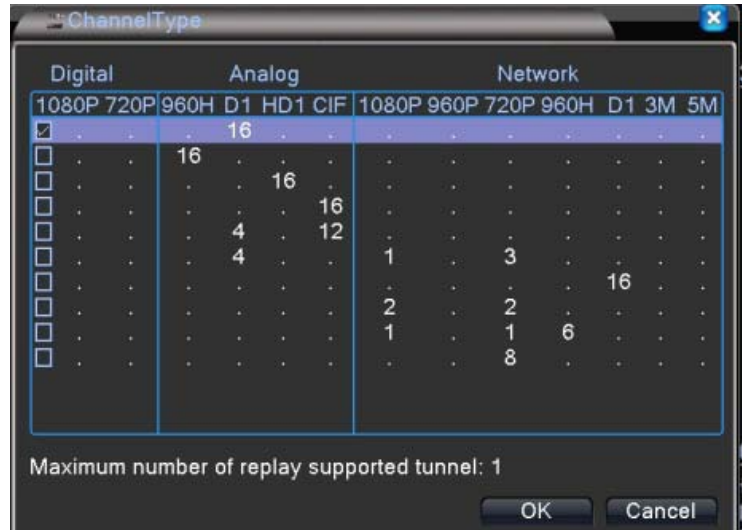 ChannelType
Digital Analog Network
1080P 720P 960H D1 HD1 CIF 1080P 960P 720P 960H D1 3M 5M
. . . 16 . . . . . . . . .
. . 16 . . . . . . . . . .
. . . . 16 . . . . . . . .
. . . . . 16 . . . . . . .
. . . 4 . 12 . . . . . . .
. . . 4 . . 1 . 3 . . . .
. . . . . . . . . . 16 . .
. . . . . . 2 . 2 . . . .
. . . . . . 1 . 1 6 . . .
. . . . . . . . 8 . . . .
Maximum number of replay supported tunnel: 1
OK Cancel